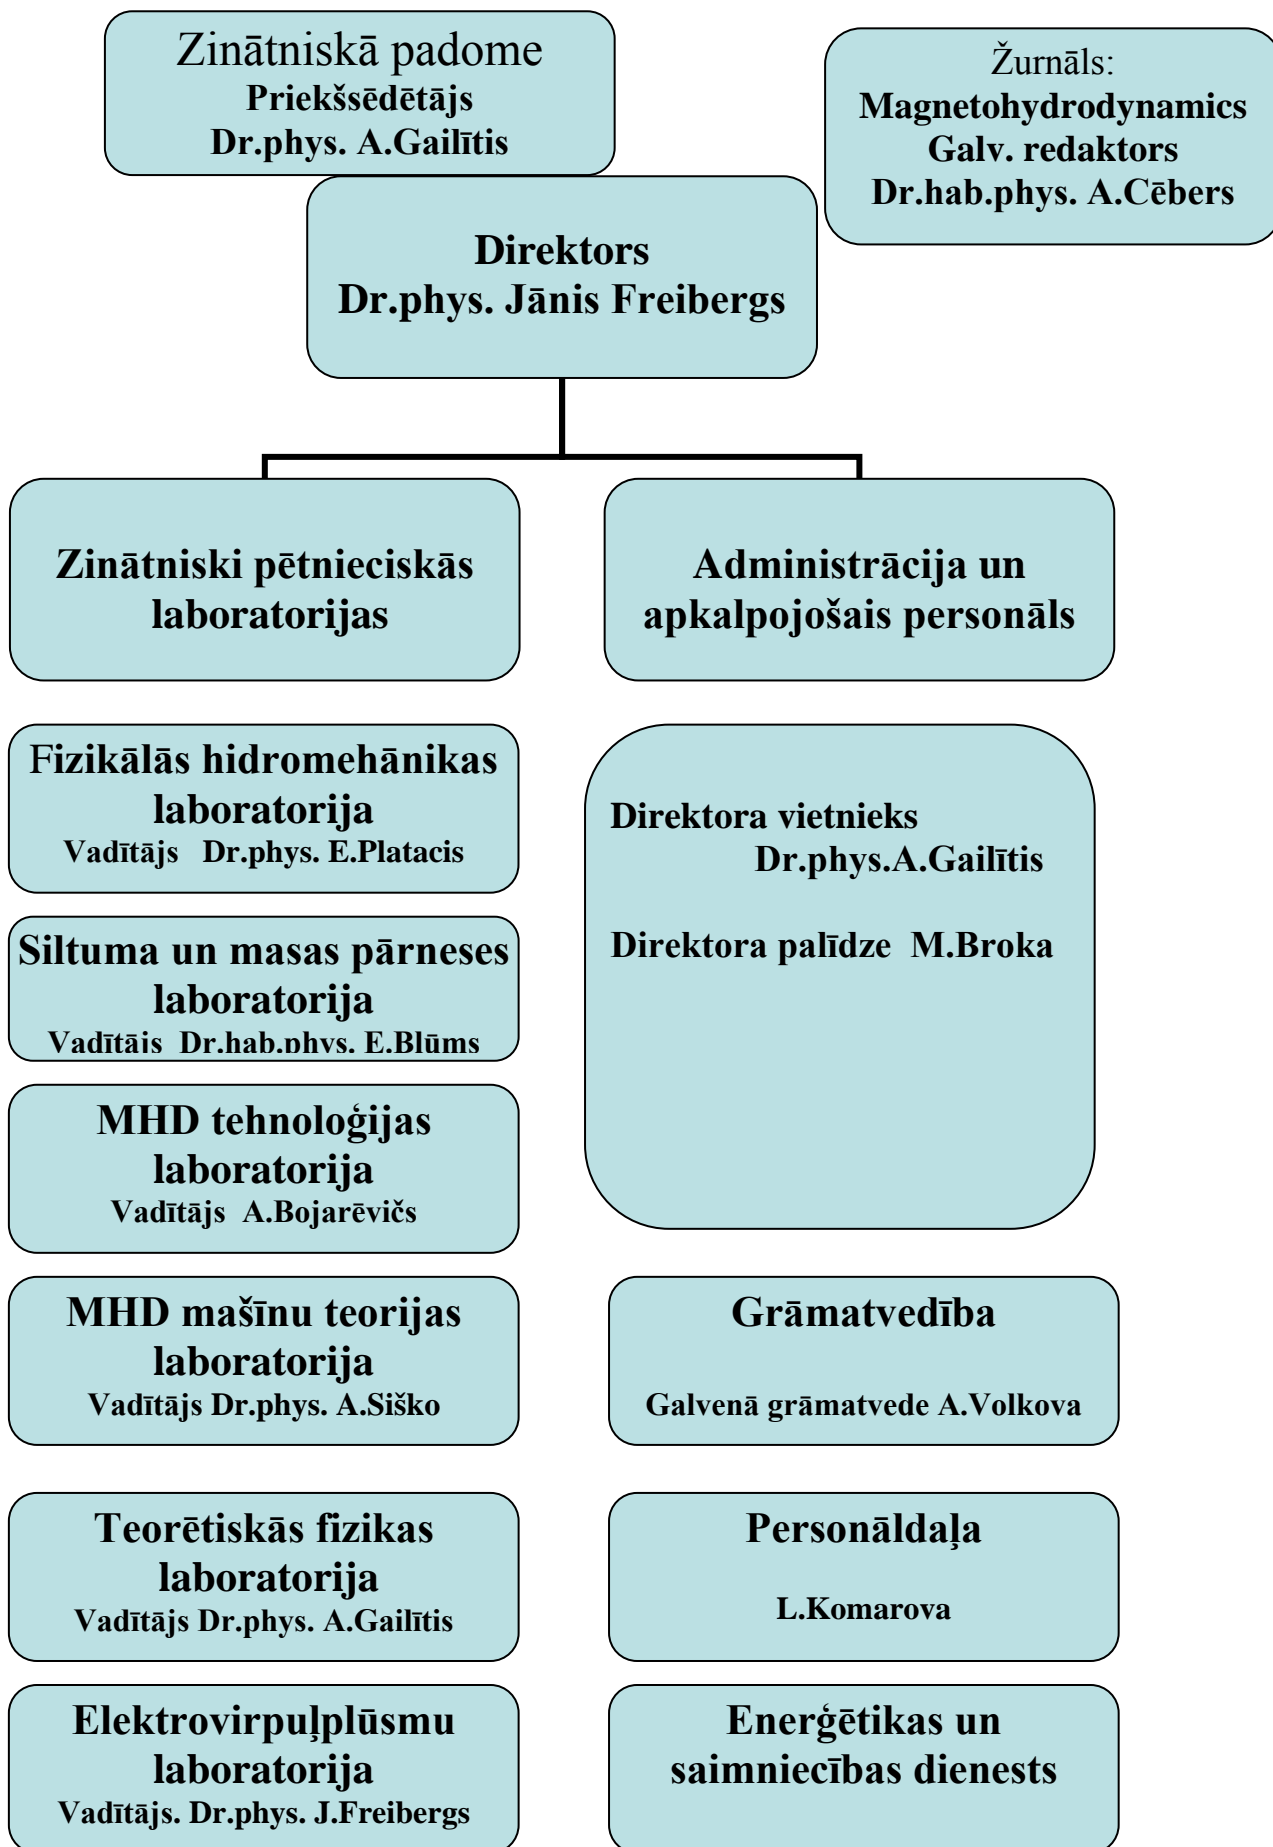 Zinātniskā padome
Priekšsēdētājs
Dr.phys. A.Gailītis
Žurnāls:
Magnetohydrodynamics
Galv. redaktors
Dr.hab.phys. A.Cēbers
Direktors
Dr.phys. Jānis Freibergs
Zinātniski pētnieciskās
laboratorijas
Administrācija un
apkalpojošais personāls
Fizikālās hidromehānikas
laboratorija
Vadītājs Dr.phys. E.Platacis
Siltuma un masas pārneses
laboratorija
Vadītājs Dr.hab.phys. E.Blūms
MHD tehnoloģijas
laboratorija
Vadītājs A.Bojarēvičs
MHD mašīnu teorijas
laboratorija
Vadītājs Dr.phys. A.Siško
Teorētiskās fizikas
laboratorija
Vadītājs Dr.phys. A.Gailītis
Elektrovirpuļplūsmu
laboratorija
Vadītājs. Dr.phys. J.Freibergs
Direktora vietnieks
Dr.phys.A.Gailītis
Direktora palīdze M.Broka
Grāmatvedība
Galvenā grāmatvede A.Volkova
Personāldaļa
L.Komarova
Enerģētikas un
saimniecības dienests